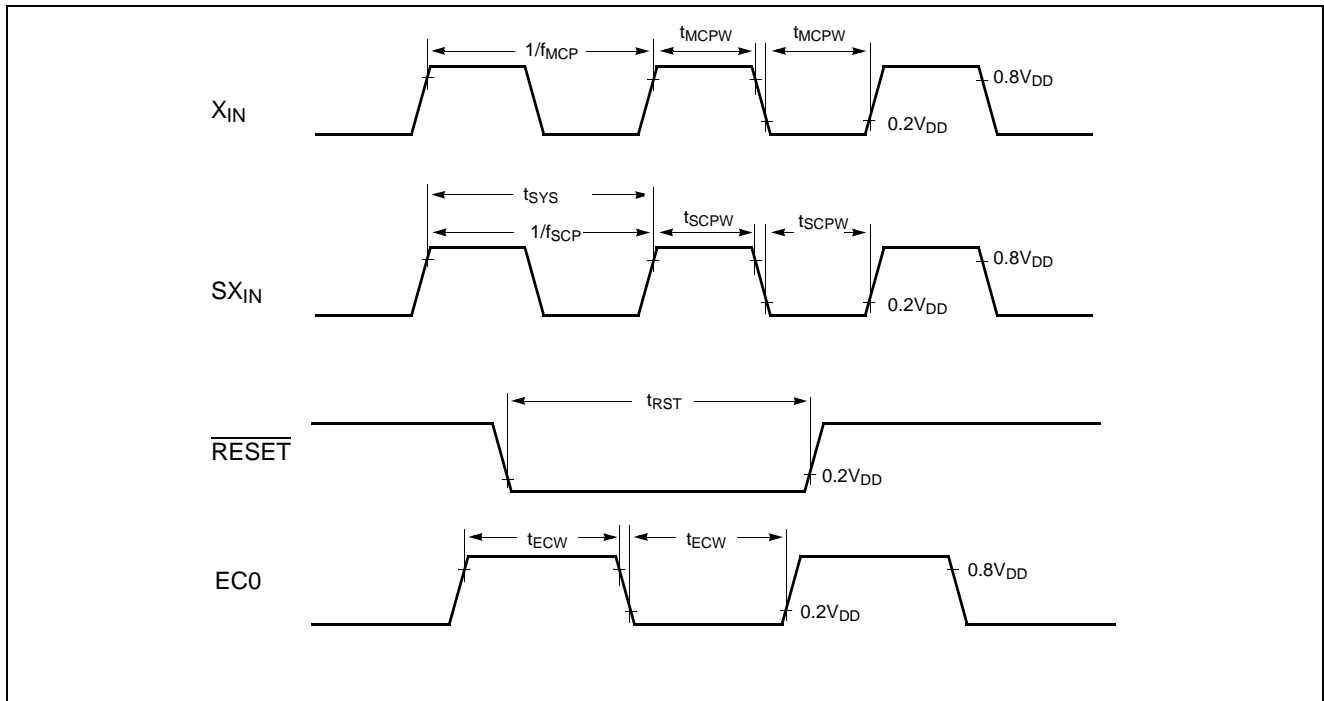 1/fMCP tMCPW tMCPW
XIN 0.8VDD
0.2VDD
tSYS
1/fSCP tSCPW tSCPW
SXIN 0.8VDD
0.2VDD
tRST
RESET 0.2VDD
tECW tECW
EC0 0.8VDD
0.2VDD